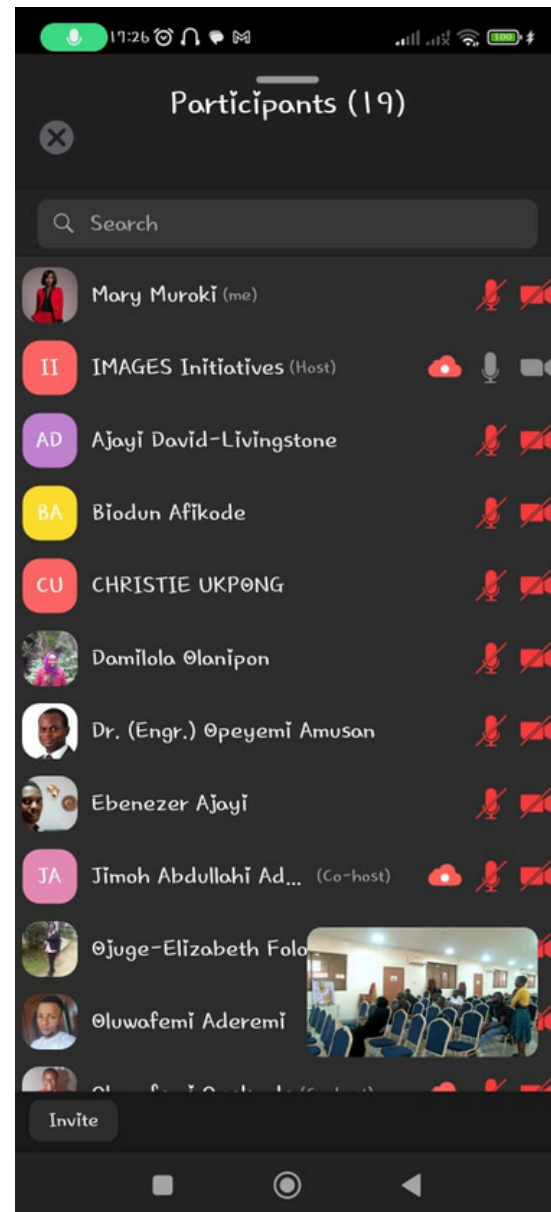 17:26
100
Participants (19)
Search
Mary Muroki (me)
II IMAGES Initiatives (Host)
AD Ajayi David-Livingstone
BA Biodun Afikode
CU CHRISTIE UKPONG
Damilola Olanipon
Dr. (Engr.) Opeyemi Amusan
Ebenezer Ajayi
JA Jimoh Abdullahi Ad... (Co-host)
Ojuge-Elizabeth Folo
Oluwafemi Aderemi
Invite